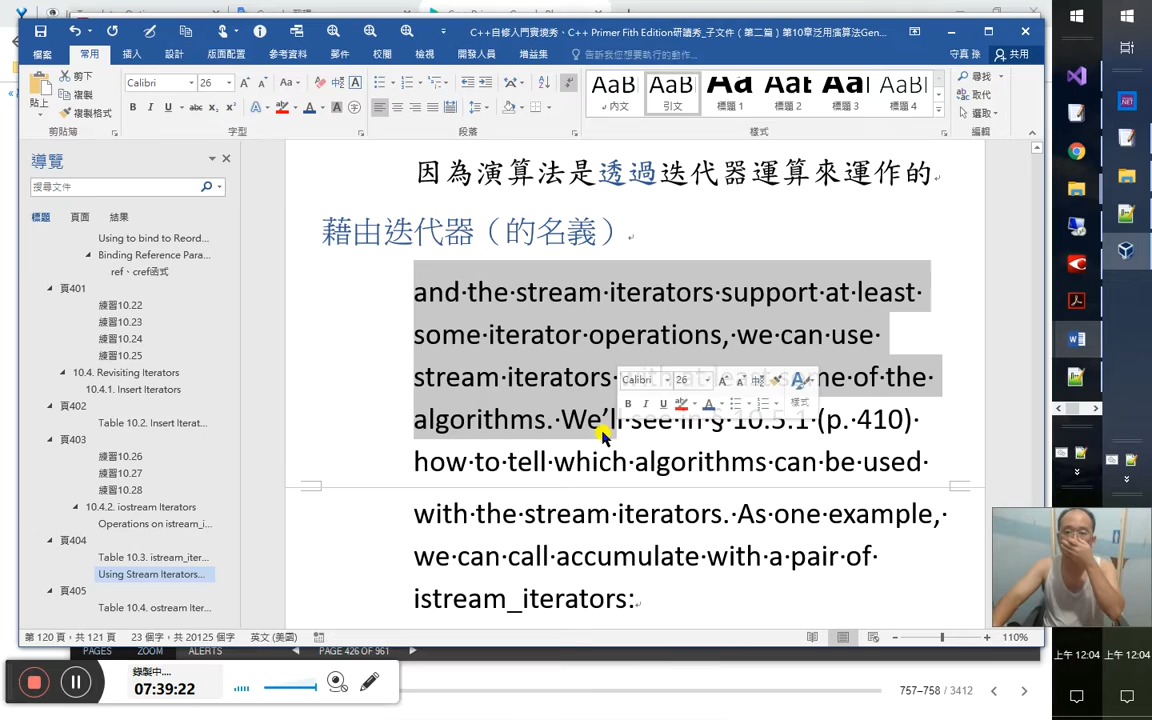 C++自修入門實境秀、C++ Primer Fith Edition研讀秀_子文件（第二篇）第10章泛用演算法Gen...
檔案 常用 插入 設計 版面配置 參考資料 郵件 校閱 檢視 開發人員 增益集 告訴我您想要執行的動作... 守真 孫 共用
貼上 剪下 複製 複製格式 剪貼簿
Calibri 26 字型
段落
AaB AaB Aa Aat AaB AaB
內文 引文 標題 1 標題 2 標題 3 標題 4 樣式
尋找 取代 選取 編輯
導覽
搜尋文件
標題 頁面 結果
Using to bind to Reord...
Binding Reference Para...
ref、cref函式
頁401
練習10.22
練習10.23
練習10.24
練習10.25
10.4. Revisiting Iterators
10.4.1. Insert Iterators
頁402
Table 10.2. Insert Iterat...
頁403
練習10.26
練習10.27
練習10.28
10.4.2. iostream Iterators
Operations on istream_i...
頁404
Table 10.3. istream_iter...
Using Stream Iterators...
頁405
Table 10.4. ostream Iter...
因為演算法是透過迭代器運算來運作的
藉由迭代器（的名義）
and the stream iterators support at least
some iterator operations, we can use
stream iterators with at least some of the
algorithms. We'll see in § 10.5.1 (p. 410)
how to tell which algorithms can be used
with the stream iterators. As one example,
we can call accumulate with a pair of
istream_iterators:
Calibri 26 樣式
第 120 頁，共 121 頁 23 個字，共 20125 個字 英文 (美國) 110%
PAGES ZOOM ALERTS PAGE 426 OF 961
錄製中...
07:39:22
757–758 / 3412
上午 12:04 上午 12:04